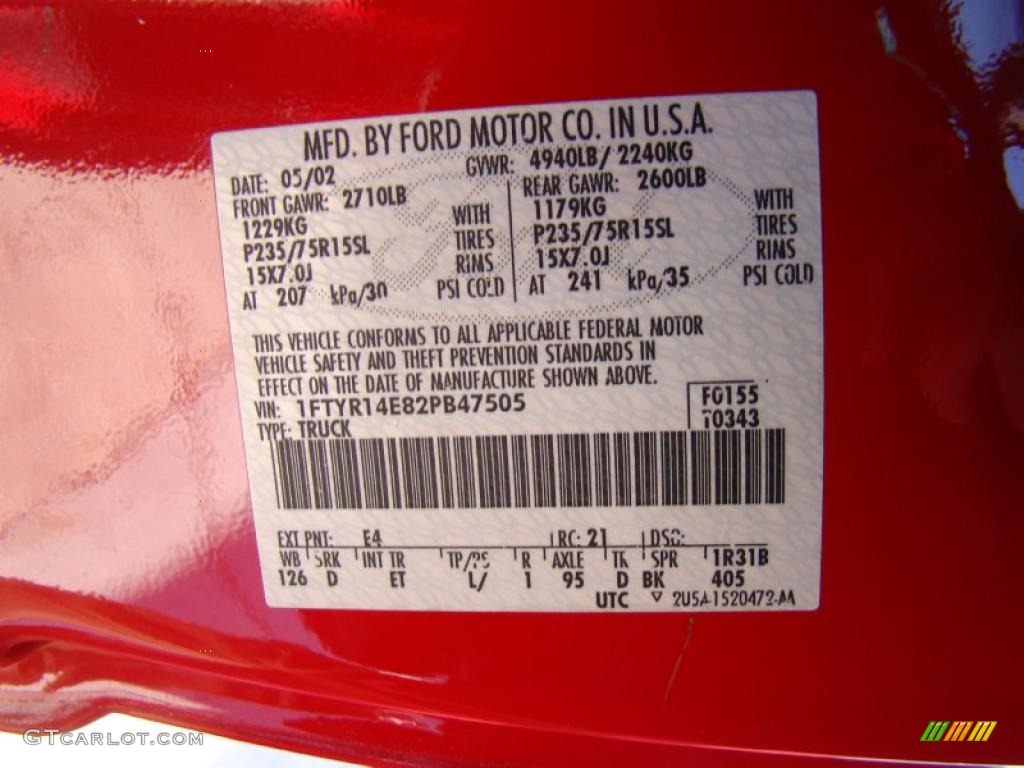 MFD. BY FORD MOTOR CO. IN U.S.A.
DATE: 05/02 GVWR: 4940LB/ 2240KG
FRONT GAWR: 2710LB REAR GAWR: 2600LB
1229KG WITH 1179KG WITH
P235/75R15SL TIRES P235/75R15SL TIRES
15X7.0J RIMS 15X7.0J RIMS
AT 207 kPa/30 PSI COLD AT 241 kPa/35 PSI COLD
THIS VEHICLE CONFORMS TO ALL APPLICABLE FEDERAL MOTOR
VEHICLE SAFETY AND THEFT PREVENTION STANDARDS IN
EFFECT ON THE DATE OF MANUFACTURE SHOWN ABOVE.
VIN: 1FTYR14E82PB47505 FG155
TYPE: TRUCK T0343
EXT PNT: E4 RC: 21 DSO:
WB BRK INT TR TP/PS R AXLE TR SPR 1R31B
126 D ET L/ 1 95 D BK 405
UTC ▽ 2U5A-1520472-AA
GTCARLOT.COM